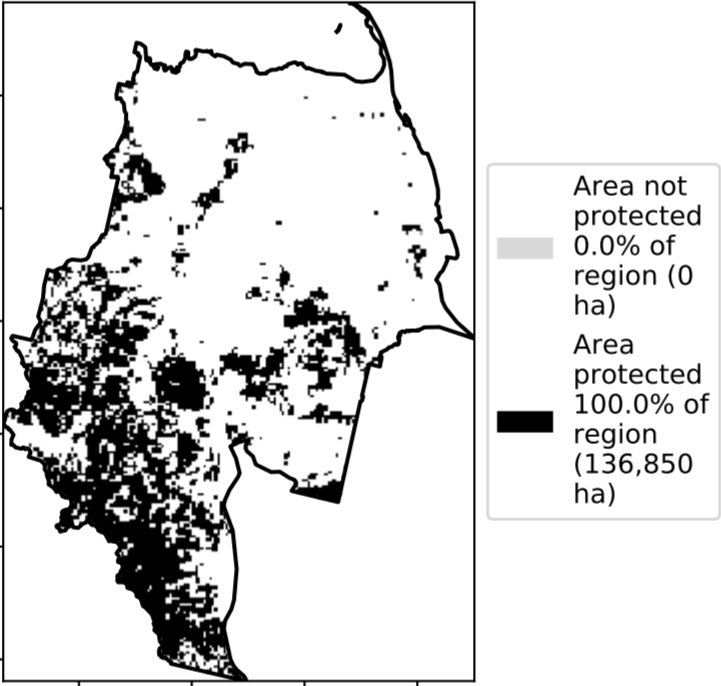 Area not
protected
0.0% of
region (0
ha)
Area
protected
100.0% of
region
(136,850
ha)